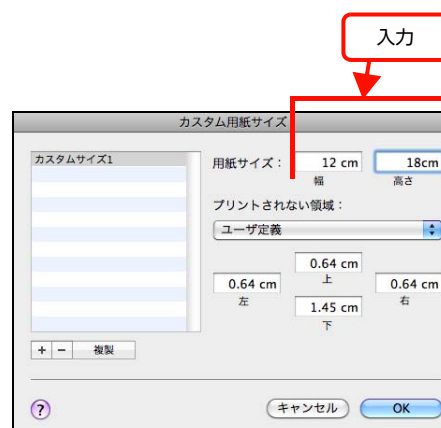 入力
カスタム用紙サイズ
カスタムサイズ1
用紙サイズ： 12 cm 18cm
幅 高さ
プリントされない領域：
ユーザ定義
0.64 cm
上
0.64 cm 0.64 cm
左 右
1.45 cm
下
+ − 複製
? キャンセル OK